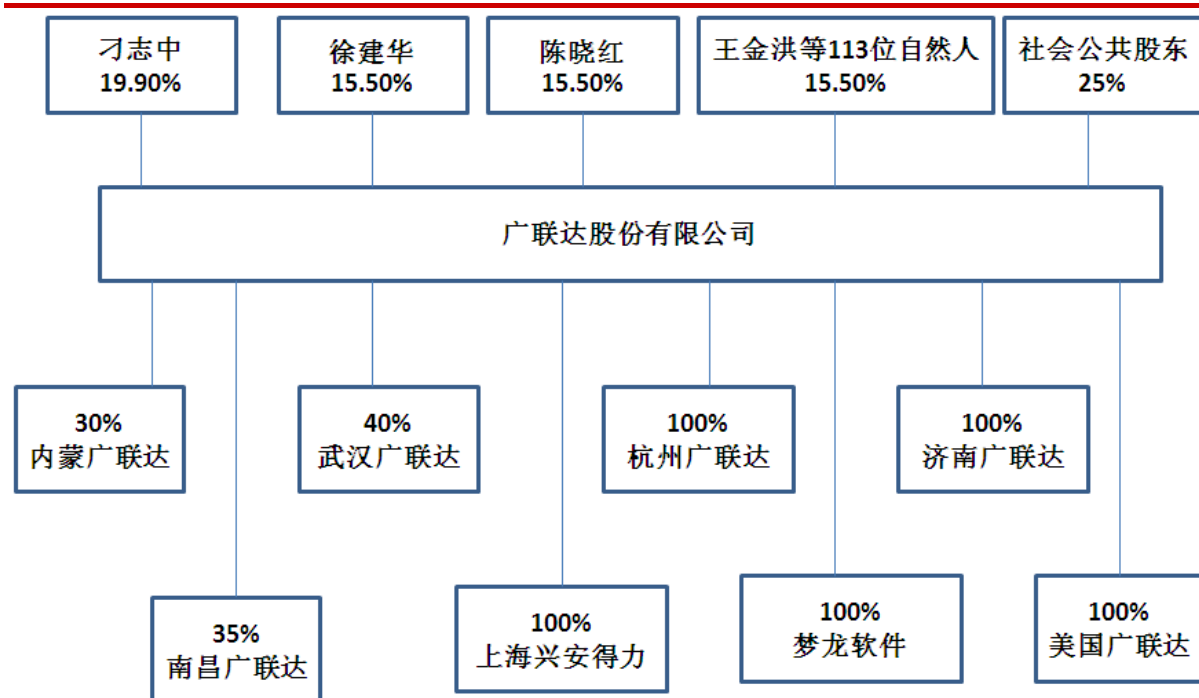 刁志中
19.90%
徐建华
15.50%
陈晓红
15.50%
王金洪等113位自然人
15.50%
社会公共股东
25%
广联达股份有限公司
30%
内蒙广联达
40%
武汉广联达
100%
杭州广联达
100%
济南广联达
35%
南昌广联达
100%
上海兴安得力
100%
梦龙软件
100%
美国广联达